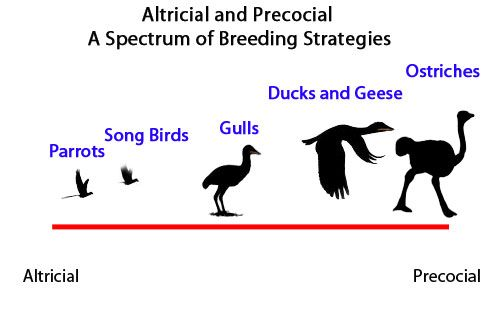 Altricial and Precocial
A Spectrum of Breeding Strategies
Ostriches
Ducks and Geese
Gulls
Song Birds
Parrots
Altricial
Precocial